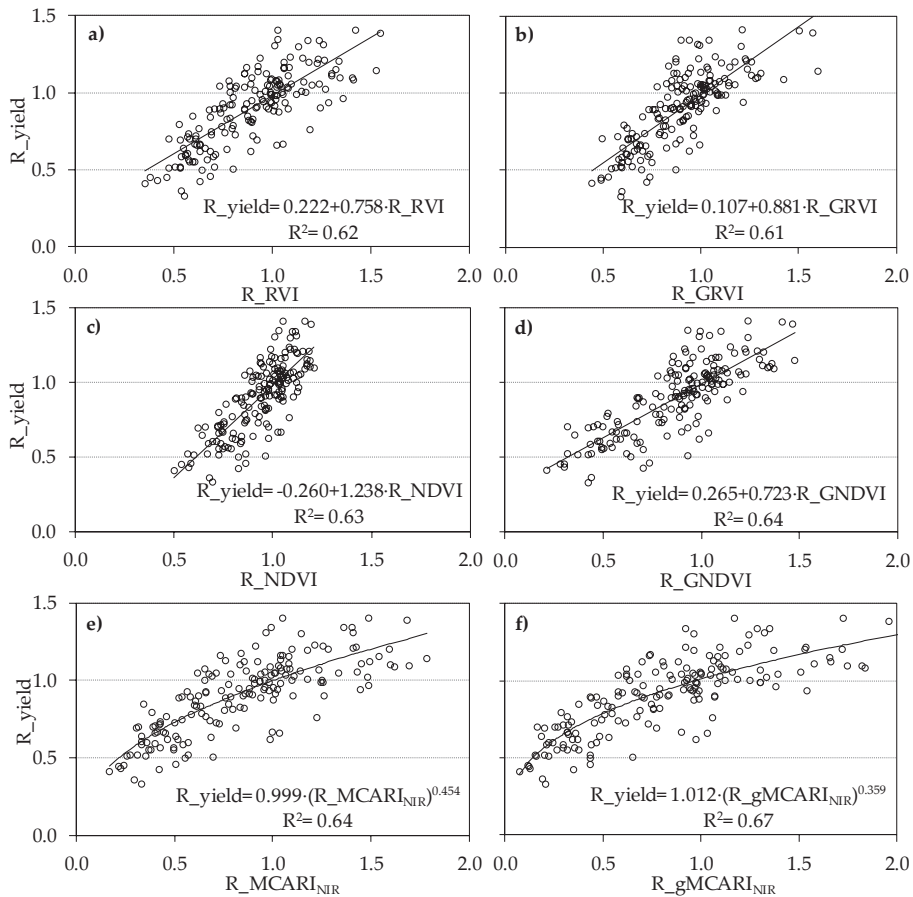 1.5
a)
b)
1.0
R_yield
0.5
R_yield= 0.222+0.758·R_RVI
R²= 0.62
R_yield= 0.107+0.881·R_GRVI
R²= 0.61
0.0
0.0 0.5 1.0 1.5 2.0
R_RVI
0.0 0.5 1.0 1.5 2.0
R_GRVI
1.5
c)
d)
1.0
R_yield
0.5
R_yield= -0.260+1.238·R_NDVI
R²= 0.63
R_yield= 0.265+0.723·R_GNDVI
R²= 0.64
0.0
0.0 0.5 1.0 1.5 2.0
R_NDVI
0.0 0.5 1.0 1.5 2.0
R_GNDVI
1.5
e)
f)
1.0
R_yield
0.5
R_yield= 0.999·(R_MCARI_NIR)^0.454
R²= 0.64
R_yield= 1.012·(R_gMCARI_NIR)^0.359
R²= 0.67
0.0
0.0 0.5 1.0 1.5 2.0
R_MCARI_NIR
0.0 0.5 1.0 1.5 2.0
R_gMCARI_NIR